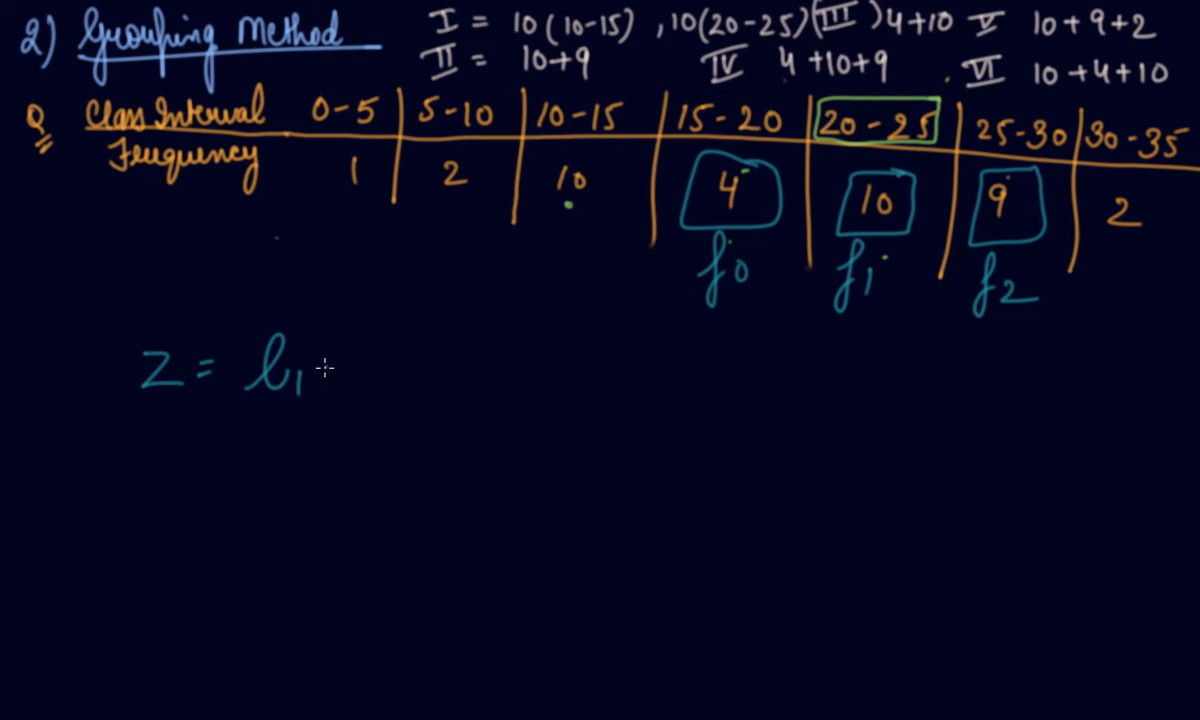 2) Grouping Method I = 10(10-15) , 10(20-25) (III) 4+10 V 10+9+2
II = 10+9 IV 4+10+9 VI 10+4+10
Q Class Interval 0-5 5-10 10-15 15-20 20-25 25-30 30-35
Frequency 1 2 10 4 10 9 2
f0 f1 f2
Z = l1